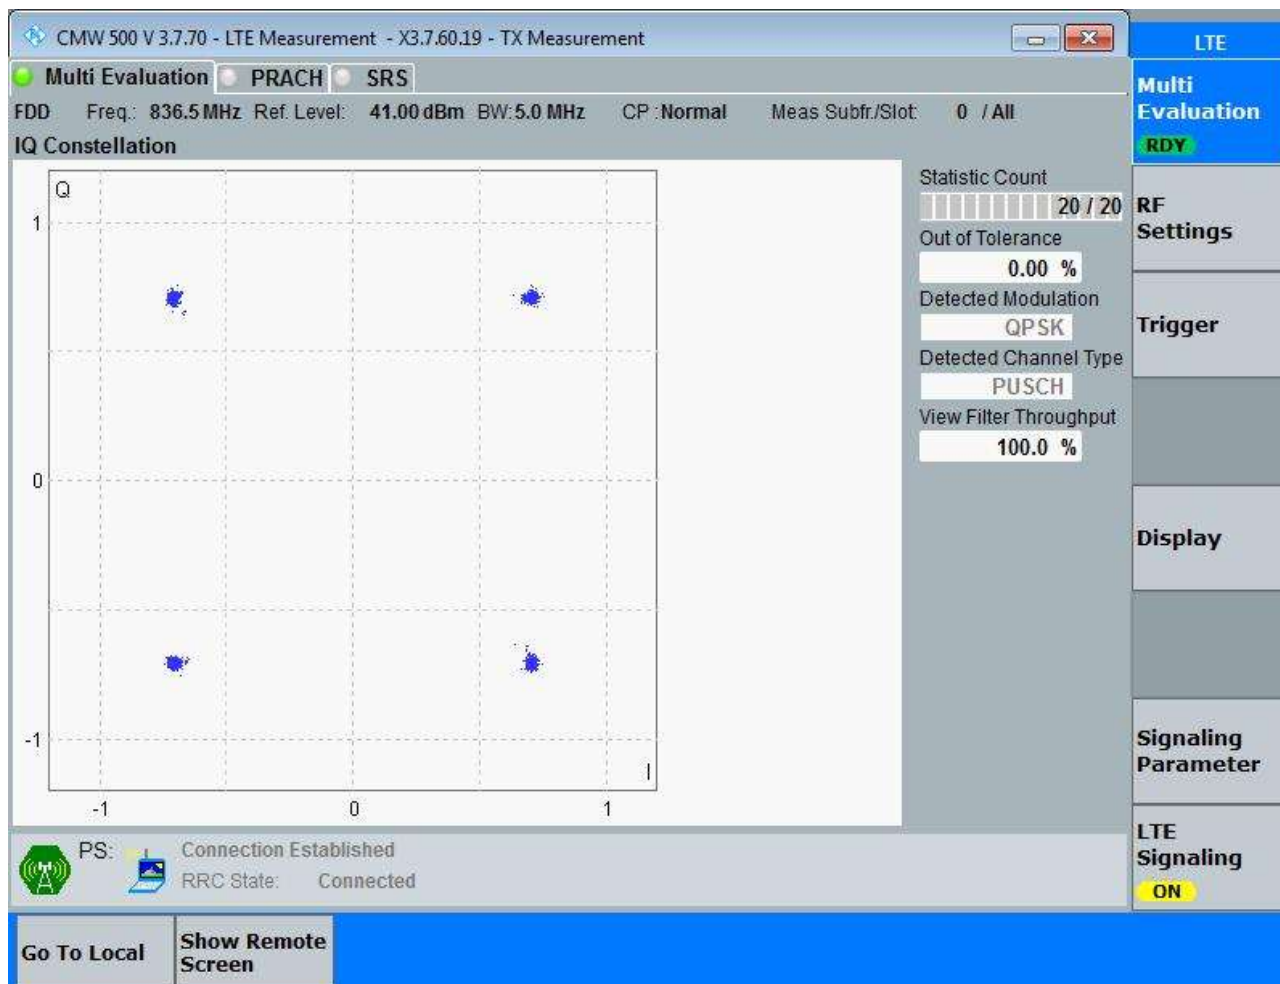 CMW 500 V 3.7.70 - LTE Measurement - X3.7.60.19 - TX Measurement
LTE
Multi Evaluation PRACH SRS
FDD Freq.: 836.5 MHz Ref. Level: 41.00 dBm BW: 5.0 MHz CP : Normal Meas Subfr./Slot: 0 / All
IQ Constellation
Q
1
0
-1
I
-1 0 1
Statistic Count
20 / 20
Out of Tolerance
0.00 %
Detected Modulation
QPSK
Detected Channel Type
PUSCH
View Filter Throughput
100.0 %
Multi
Evaluation
RDY
RF
Settings
Trigger
Display
Signaling
Parameter
LTE
Signaling
ON
PS: Connection Established
RRC State: Connected
Go To Local
Show Remote
Screen